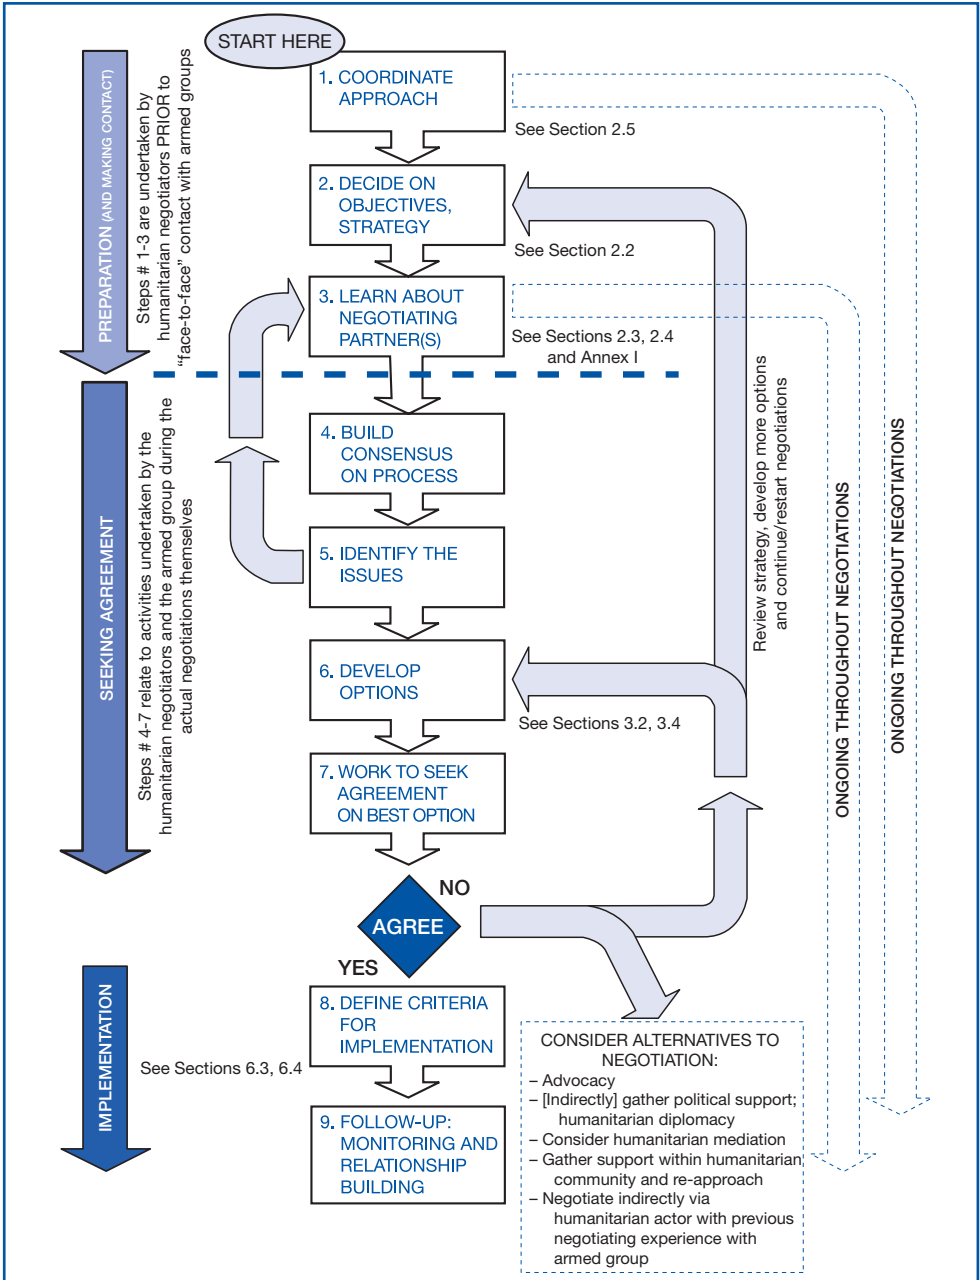 START HERE
1. COORDINATE
APPROACH
See Section 2.5
2. DECIDE ON
OBJECTIVES,
STRATEGY
See Section 2.2
3. LEARN ABOUT
NEGOTIATING
PARTNER(S)
See Sections 2.3, 2.4
and Annex I
PREPARATION (AND MAKING CONTACT)
Steps # 1-3 are undertaken by
humanitarian negotiators PRIOR to
“face-to-face” contact with armed groups
4. BUILD
CONSENSUS
ON PROCESS
5. IDENTIFY THE
ISSUES
6. DEVELOP
OPTIONS
See Sections 3.2, 3.4
7. WORK TO SEEK
AGREEMENT
ON BEST OPTION
SEEKING AGREEMENT
Steps # 4-7 relate to activities undertaken by the
humanitarian negotiators and the armed group during the
actual negotiations themselves
Review strategy, develop more options
and continue/restart negotiations
ONGOING THROUGHOUT NEGOTIATIONS
ONGOING THROUGHOUT NEGOTIATIONS
NO
AGREE
YES
8. DEFINE CRITERIA
FOR
IMPLEMENTATION
See Sections 6.3, 6.4
9. FOLLOW-UP:
MONITORING AND
RELATIONSHIP
BUILDING
IMPLEMENTATION
CONSIDER ALTERNATIVES TO
NEGOTIATION:
– Advocacy
– [Indirectly] gather political support;
humanitarian diplomacy
– Consider humanitarian mediation
– Gather support within humanitarian
community and re-approach
– Negotiate indirectly via
humanitarian actor with previous
negotiating experience with
armed group